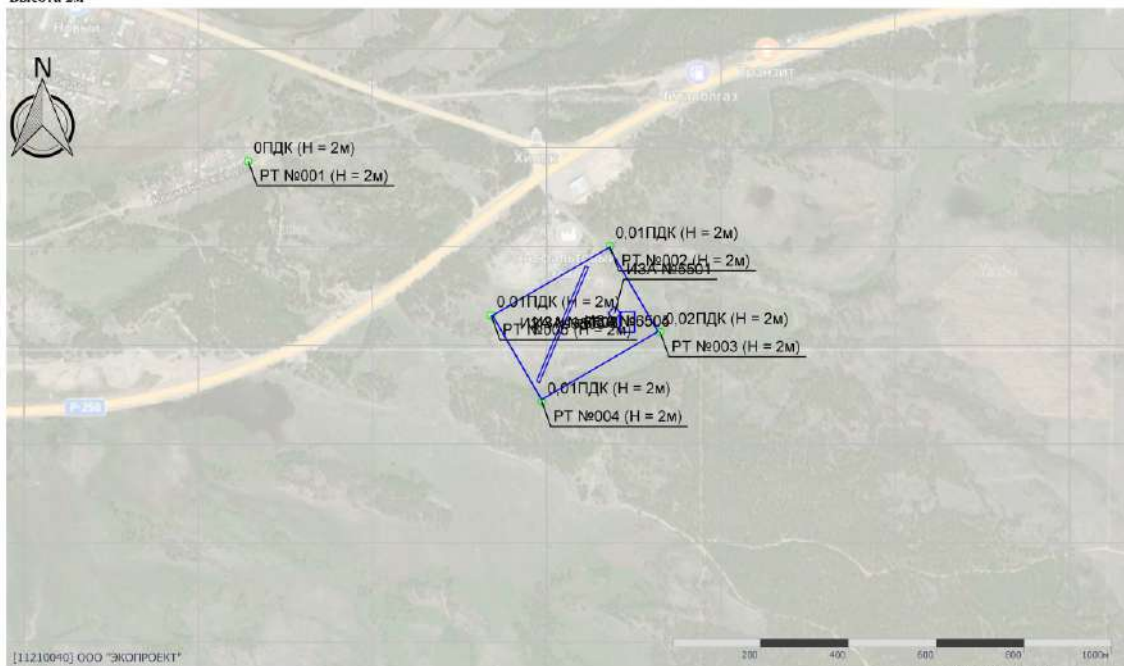 Высота 2м
N
Транзит
0ПДК (Н = 2м)
РТ №001 (Н = 2м)
0,01ПДК (Н = 2м)
РТ №002 (Н = 2м)
ИЗА №6501
0,01ПДК (Н = 2м)
0,02ПДК (Н = 2м)
РТ №003 (Н = 2м)
0,01ПДК (Н = 2м)
РТ №004 (Н = 2м)
Р-258
[11210040] ООО "ЭКОПРОЕКТ"
200 400 600 800 1000м